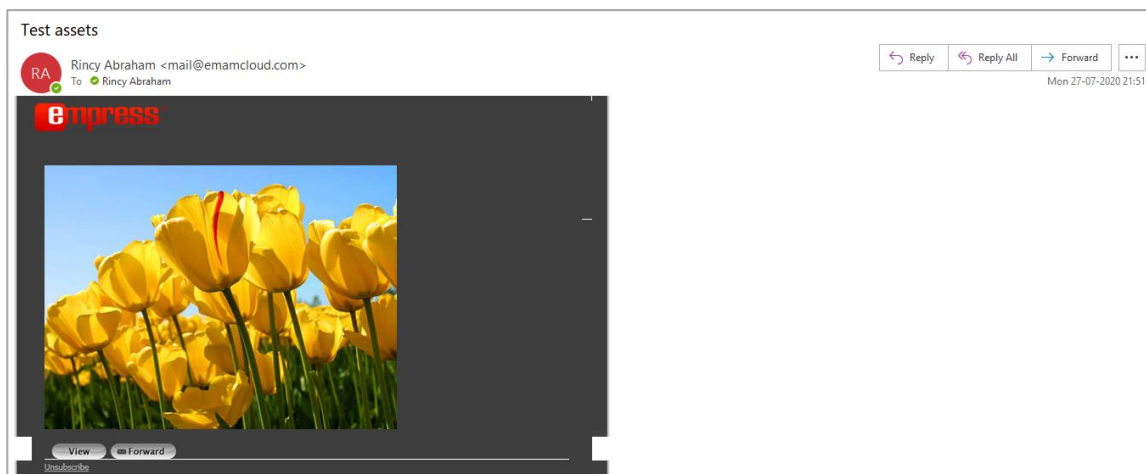 Test assets
RA
Rincy Abraham <mail@emamcloud.com>
To Rincy Abraham
Reply
Reply All
Forward
Mon 27-07-2020 21:51
empress
View
Forward
Unsubscribe